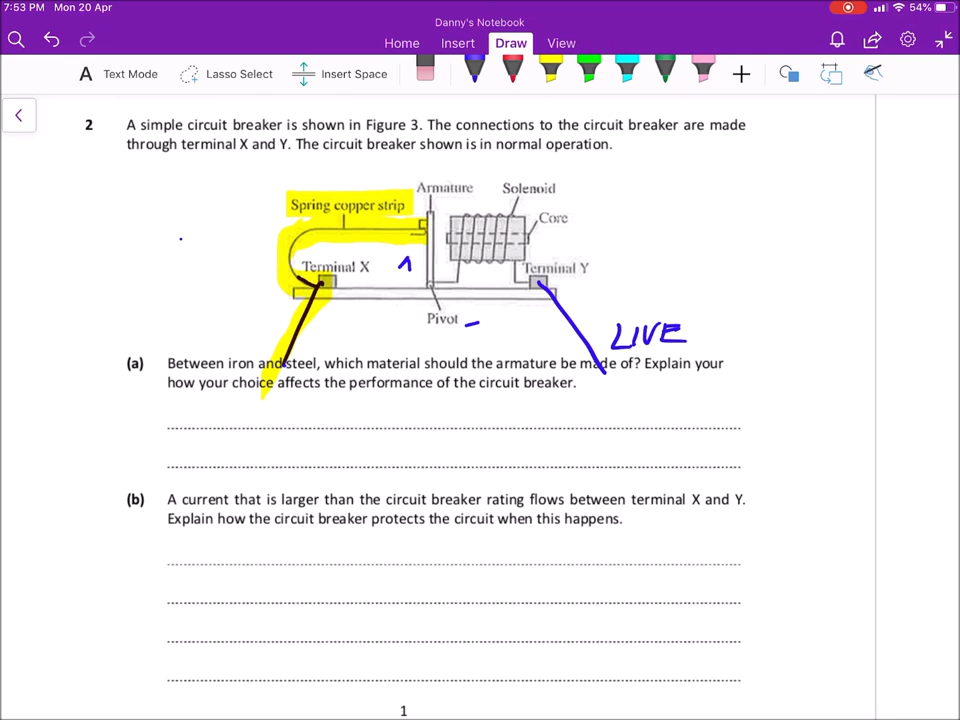 7:53 PM Mon 20 Apr
54%
Danny's Notebook
Home Insert Draw View
A Text Mode Lasso Select Insert Space
2 A simple circuit breaker is shown in Figure 3. The connections to the circuit breaker are made
through terminal X and Y. The circuit breaker shown is in normal operation.
Armature Solenoid
Spring copper strip
Core
Terminal X
Terminal Y
Pivot
LIVE
(a) Between iron and steel, which material should the armature be made of? Explain your
how your choice affects the performance of the circuit breaker.
(b) A current that is larger than the circuit breaker rating flows between terminal X and Y.
Explain how the circuit breaker protects the circuit when this happens.
1